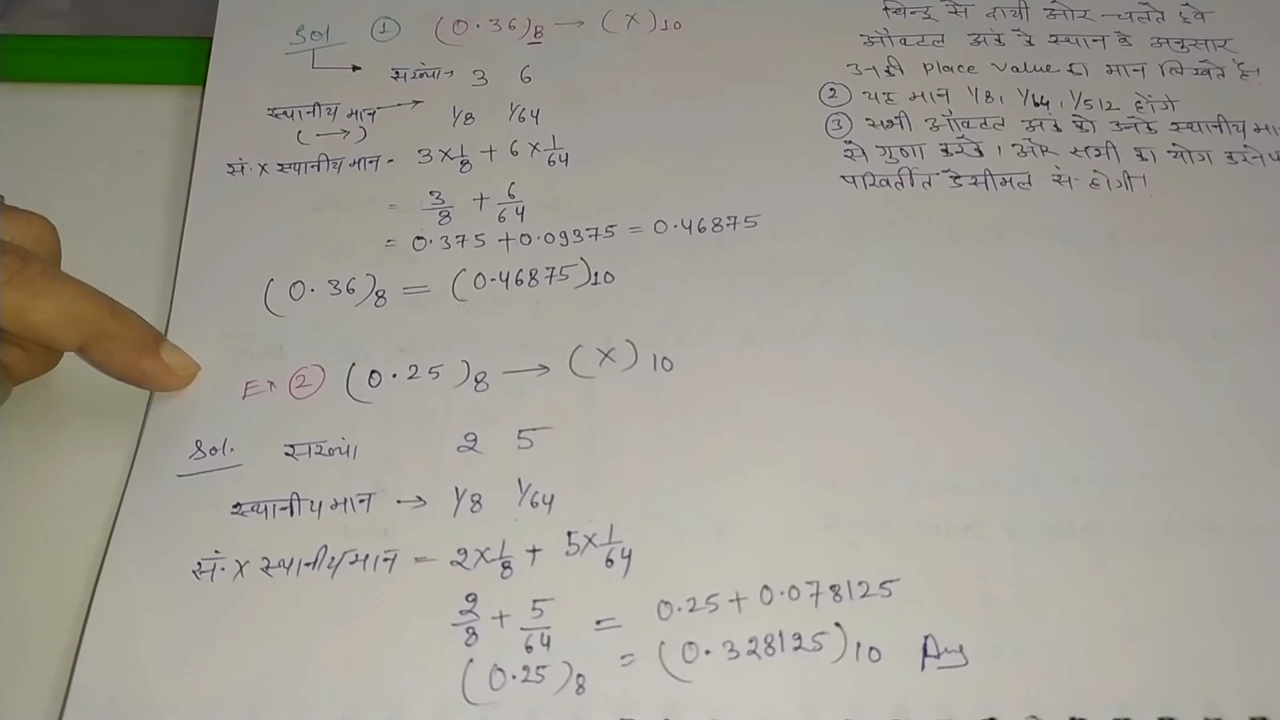 Sol ① (0.36)8 → (X)10
सख्या→ 3 6
स्थानीय मान → 1/8 1/64
(→)
सं. X स्थानीय मान - 3 × 1/8 + 6 × 1/64
= 3/8 + 6/64
= 0.375 + 0.09375 = 0.46875
(0.36)8 = (0.46875)10
बिन्दु से दायी ओर चलते हुवे
ऑक्टल अंक के स्थान के अनुसार
उनकी Place Value का मान लिखते है।
② यह मान 1/8, 1/64, 1/512 होंगे
③ सभी ऑक्टल अंक को उनके स्थानीय मा
से गुणा करके। और सभी का योग करने प
परिवर्तित डेसीमल सं. होगी।
Ex ② (0.25)8 → (X)10
Sol. सख्या 2 5
स्थानीय मान → 1/8 1/64
सं. X स्थानीय मान = 2 × 1/8 + 5 × 1/64
2/8 + 5/64 = 0.25 + 0.078125
(0.25)8 = (0.328125)10 Ans